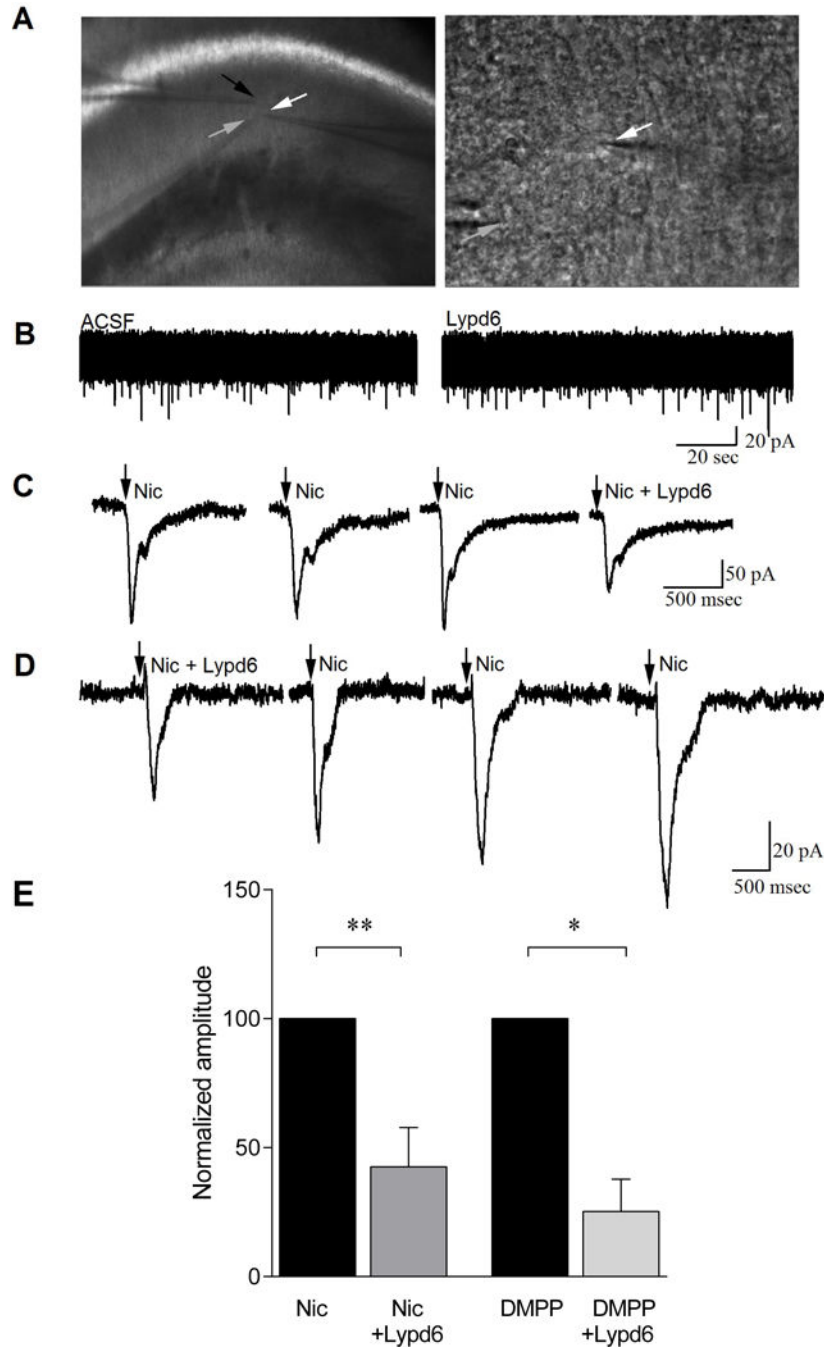 A
B
ACSF
Lypd6
20 pA
20 sec
C
Nic
Nic
Nic
Nic + Lypd6
50 pA
500 msec
D
Nic + Lypd6
Nic
Nic
Nic
20 pA
500 msec
E
150
**
*
100
Normalized amplitude
50
0
Nic
Nic
+Lypd6
DMPP
DMPP
+Lypd6